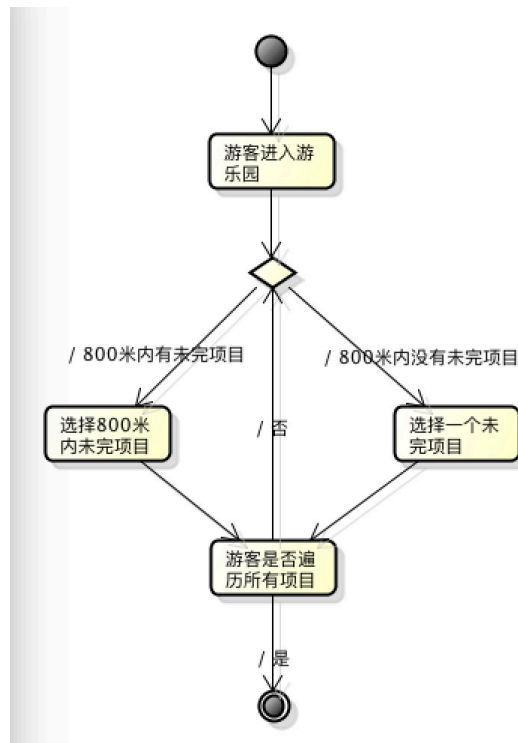 游客进入游
乐园
/ 800米内有未完项目
/ 800米内没有未完项目
选择800米
内未完项目
/ 否
选择一个未
完项目
游客是否遍
历所有项目
/ 是